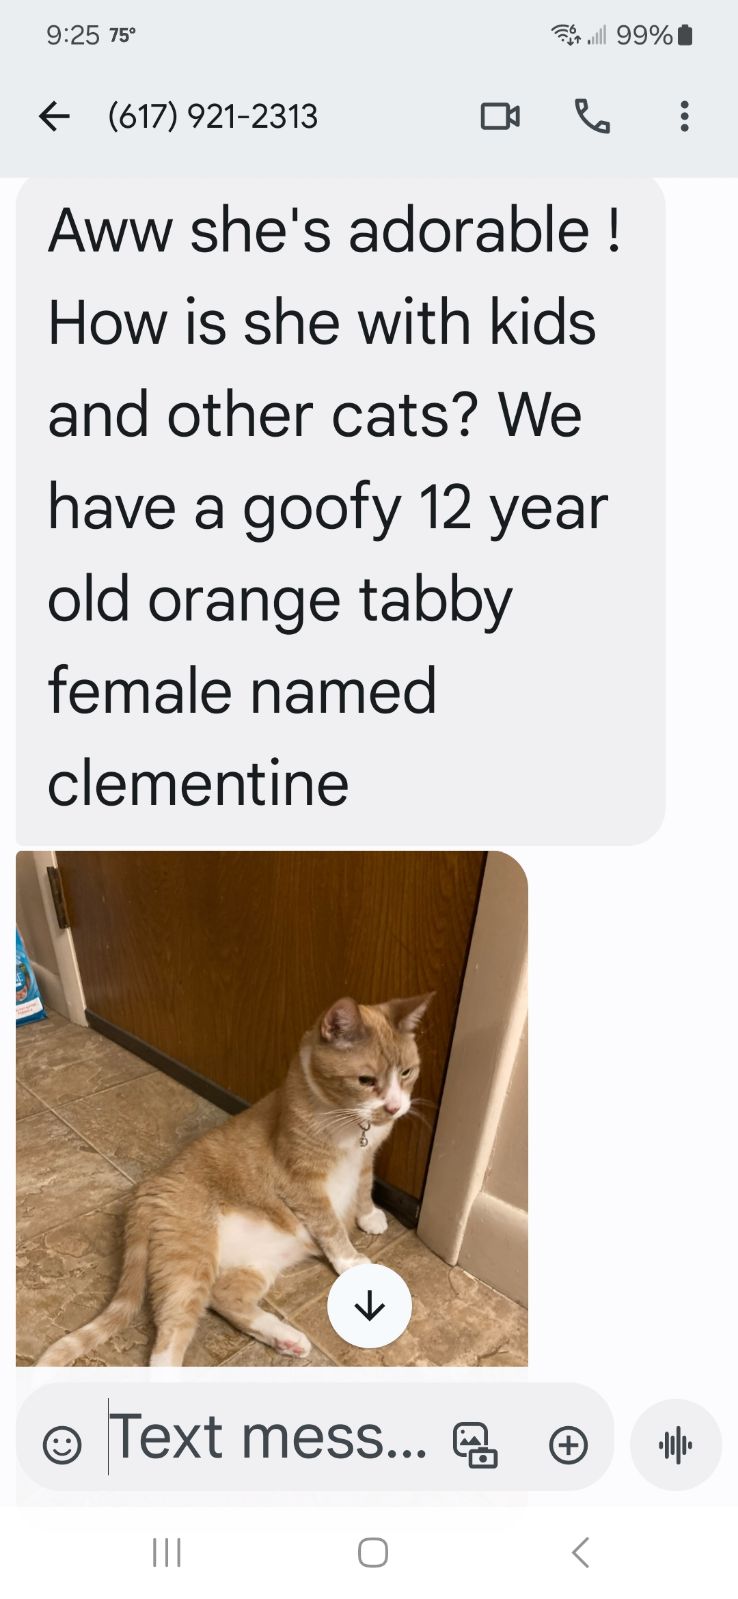 9:25 75° 99%
(617) 921-2313
Aww she's adorable !
How is she with kids
and other cats? We
have a goofy 12 year
old orange tabby
female named
clementine
Text mess...